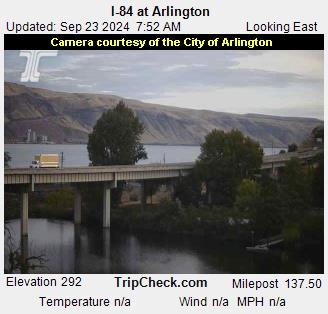 I-84 at Arlington
Updated: Sep 23 2024 7:52 AM Looking East
Camera courtesy of the City of Arlington
Elevation 292 TripCheck.com Milepost 137.50
Temperature n/a Wind n/a MPH n/a